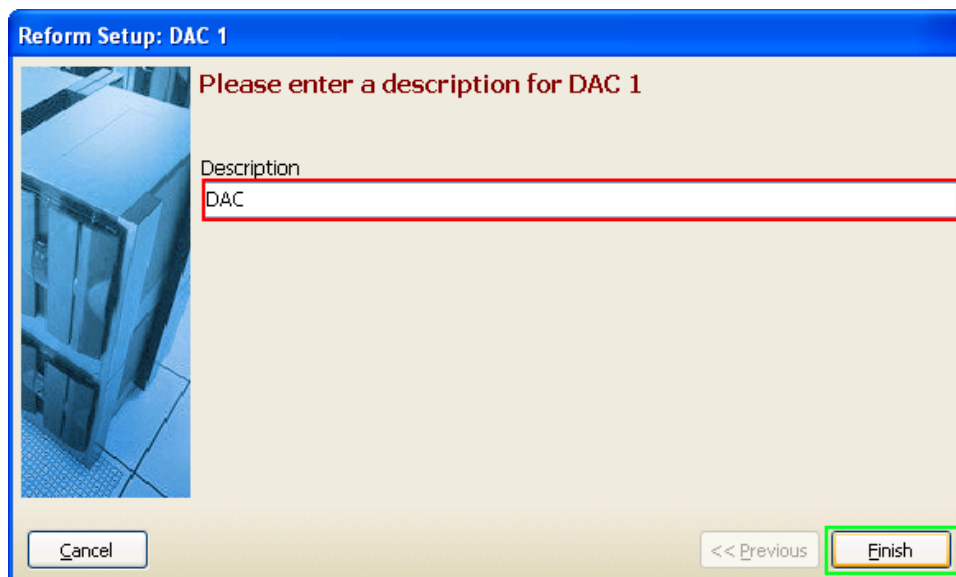 Reform Setup: DAC 1
Please enter a description for DAC 1
Description
DAC
Cancel
<< Previous
Finish